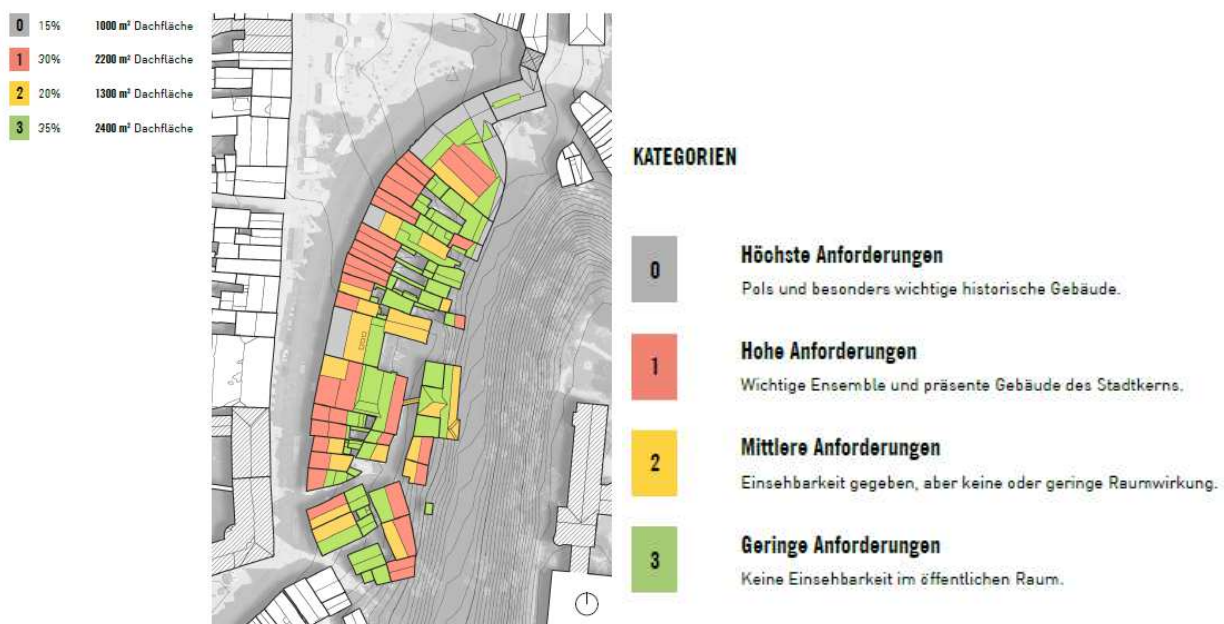 0 15% 1000 m² Dachfläche
1 30% 2200 m² Dachfläche
2 20% 1300 m² Dachfläche
3 35% 2400 m² Dachfläche
KATEGORIEN
0 Höchste Anforderungen
Pols und besonders wichtige historische Gebäude.
1 Hohe Anforderungen
Wichtige Ensemble und präsente Gebäude des Stadtkerns.
2 Mittlere Anforderungen
Einsehbarkeit gegeben, aber keine oder geringe Raumwirkung.
3 Geringe Anforderungen
Keine Einsehbarkeit im öffentlichen Raum.